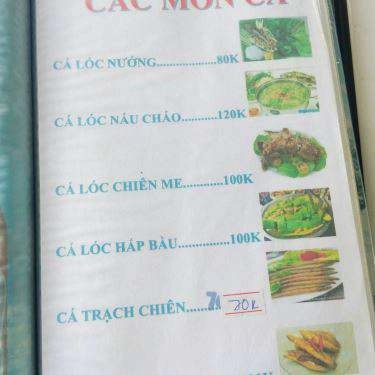 CÁC MÓN CÁ
CÁ LÓC NƯỚNG..................80K
CÁ LÓC NẤU CHÁO...........120K
CÁ LÓC CHIÊN ME............100K
CÁ LÓC HẤP BẦU................100K
CÁ TRẠCH CHIÊN.......70K